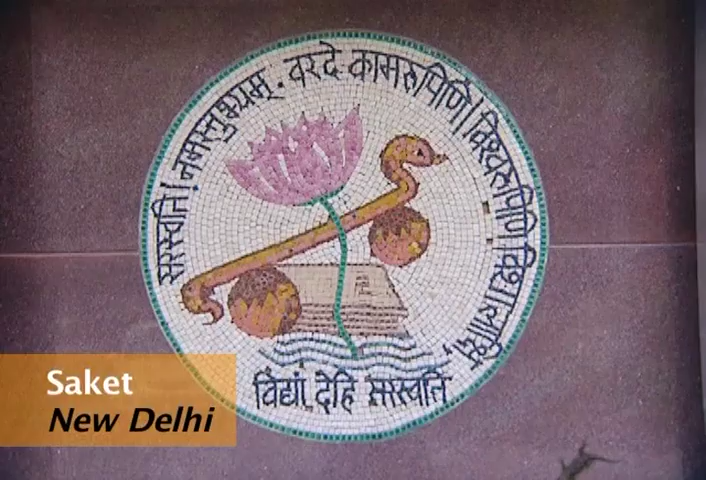 सरस्वति! नमस्तुभ्यम्. वरदे कामरुपिणि! विश्वरुपिणि! विशालाक्षि,
विद्यां देहि सरस्वति
Saket
New Delhi